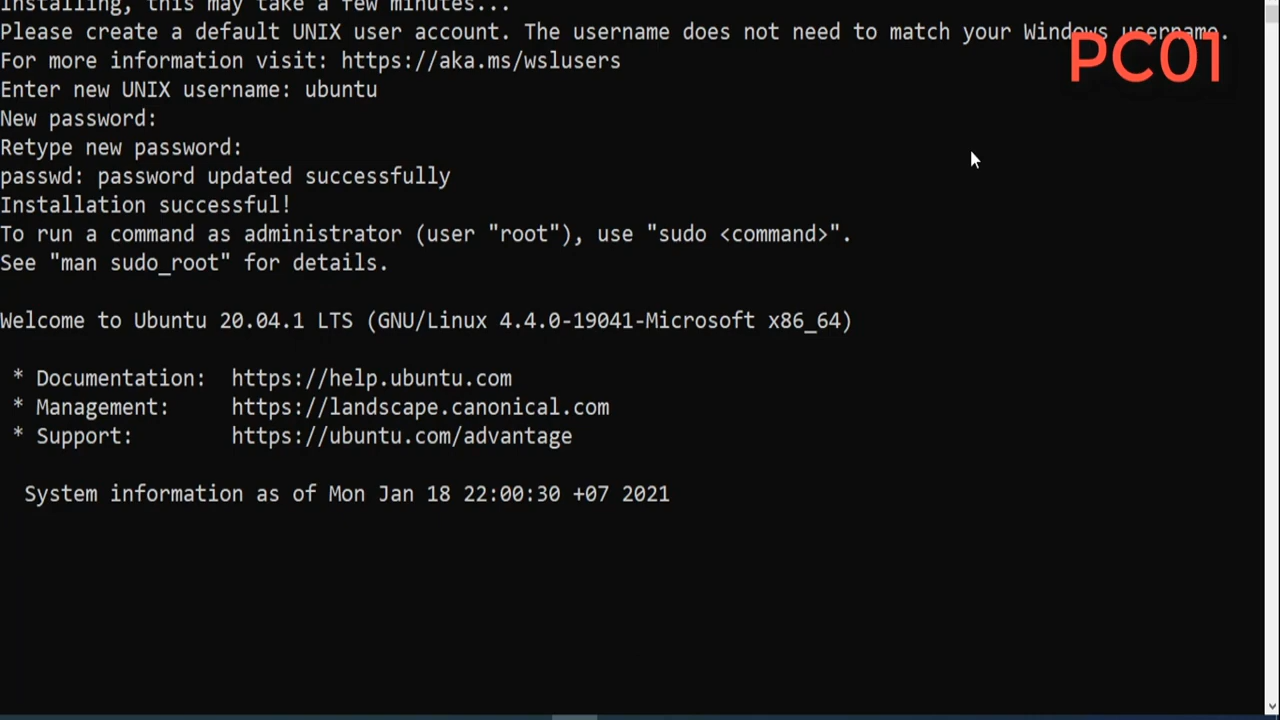 Installing, this may take a few minutes...
Please create a default UNIX user account. The username does not need to match your Windows username.
For more information visit: https://aka.ms/wslusers
PC01
Enter new UNIX username: ubuntu
New password:
Retype new password:
passwd: password updated successfully
Installation successful!
To run a command as administrator (user "root"), use "sudo <command>".
See "man sudo_root" for details.
Welcome to Ubuntu 20.04.1 LTS (GNU/Linux 4.4.0-19041-Microsoft x86_64)
* Documentation: https://help.ubuntu.com
* Management: https://landscape.canonical.com
* Support: https://ubuntu.com/advantage
System information as of Mon Jan 18 22:00:30 +07 2021